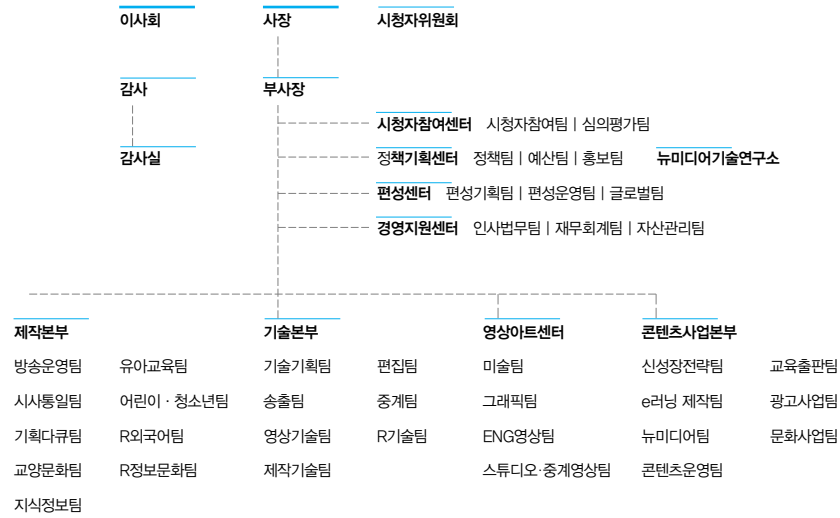 이사회 사장 시청자위원회
감사 부사장
감사실
시청자참여센터 시청자참여팀 | 심의평가팀
정책기획센터 정책팀 | 예산팀 | 홍보팀 뉴미디어기술연구소
편성센터 편성기획팀 | 편성운영팀 | 글로벌팀
경영지원센터 인사법무팀 | 재무회계팀 | 자산관리팀
제작본부 기술본부 영상아트센터 콘텐츠사업본부
방송운영팀 유아교육팀 기술기획팀 편집팀 미술팀 신성장전략팀 교육출판팀
시사통일팀 어린이·청소년팀 송출팀 중계팀 그래픽팀 e러닝 제작팀 광고사업팀
기획다큐팀 R외국어팀 영상기술팀 R기술팀 ENG영상팀 뉴미디어팀 문화사업팀
교양문화팀 R정보문화팀 제작기술팀 스튜디오·중계영상팀 콘텐츠운영팀
지식정보팀